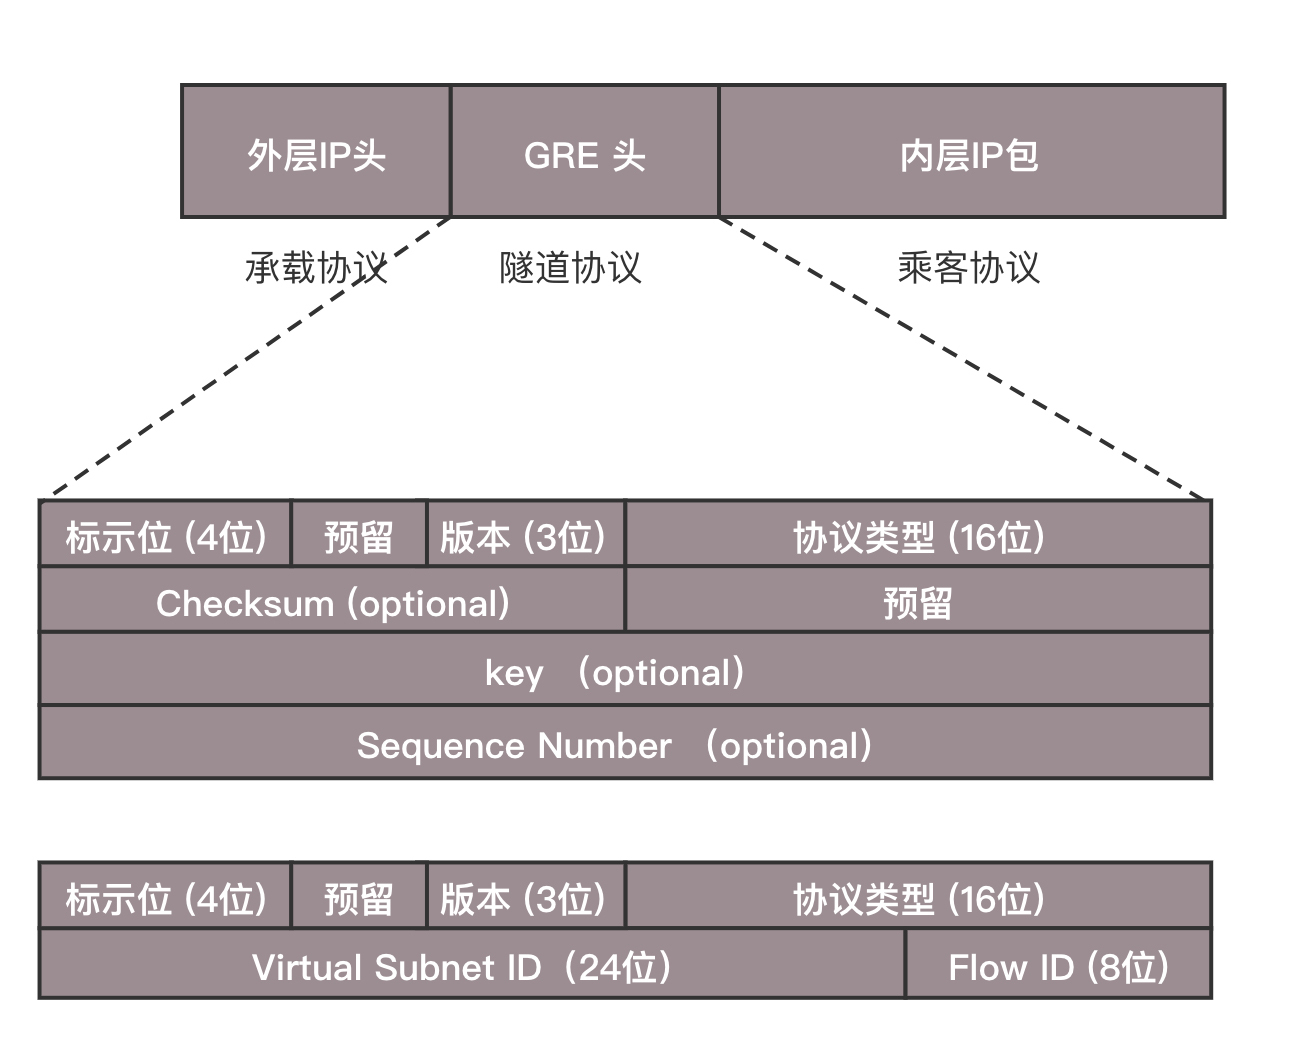 外层IP头 GRE 头 内层IP包
承载协议 隧道协议 乘客协议
标示位 (4位) 预留 版本 (3位) 协议类型 (16位)
Checksum (optional) 预留
key （optional）
Sequence Number （optional）
标示位 (4位) 预留 版本 (3位) 协议类型 (16位)
Virtual Subnet ID（24位） Flow ID (8位)